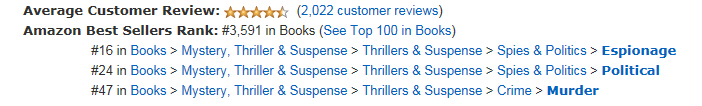 Average Customer Review: (2,022 customer reviews)
Amazon Best Sellers Rank: #3,591 in Books (See Top 100 in Books)
#16 in Books > Mystery, Thriller & Suspense > Thrillers & Suspense > Spies & Politics > Espionage
#24 in Books > Mystery, Thriller & Suspense > Thrillers & Suspense > Spies & Politics > Political
#47 in Books > Mystery, Thriller & Suspense > Thrillers & Suspense > Crime > Murder